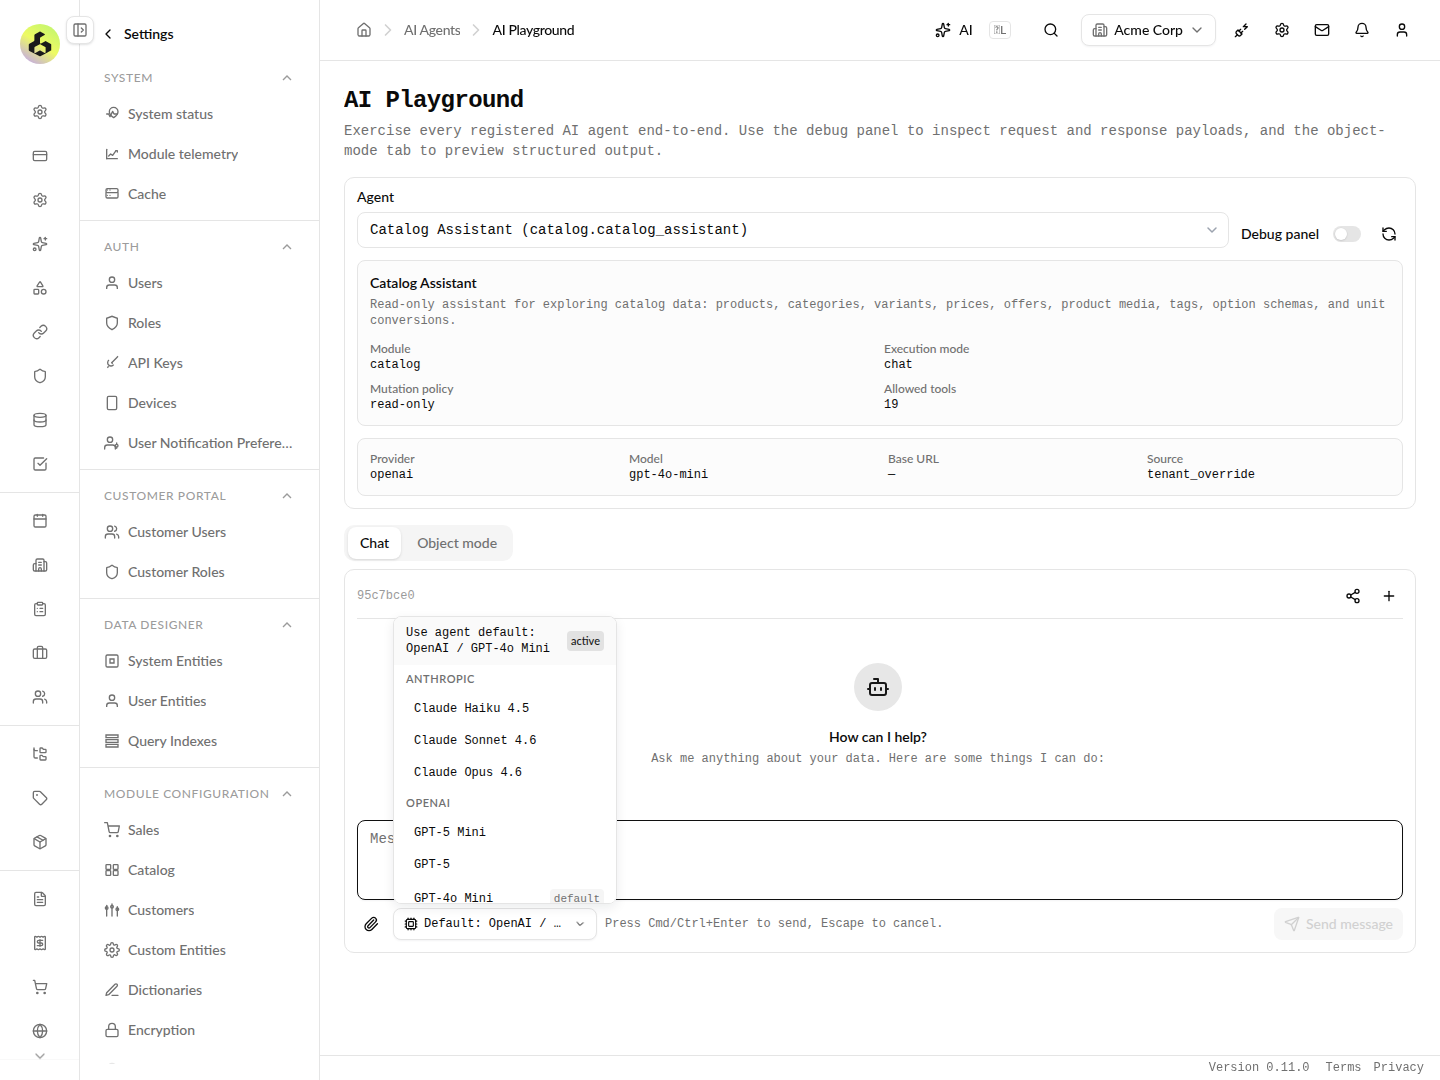 Settings
SYSTEM
System status
Module telemetry
Cache
AUTH
Users
Roles
API Keys
Devices
User Notification Prefere...
CUSTOMER PORTAL
Customer Users
Customer Roles
DATA DESIGNER
System Entities
User Entities
Query Indexes
MODULE CONFIGURATION
Sales
Catalog
Customers
Custom Entities
Dictionaries
Encryption
AI Agents
AI Playground
AI
L
Acme Corp
AI Playground
Exercise every registered AI agent end-to-end. Use the debug panel to inspect request and response payloads, and the object-
mode tab to preview structured output.
Agent
Catalog Assistant (catalog.catalog_assistant)
Debug panel
Catalog Assistant
Read-only assistant for exploring catalog data: products, categories, variants, prices, offers, product media, tags, option schemas, and unit
conversions.
Module
catalog
Execution mode
chat
Mutation policy
read-only
Allowed tools
19
Provider
openai
Model
gpt-4o-mini
Base URL
—
Source
tenant_override
Chat
Object mode
95c7bce0
Use agent default:
OpenAI / GPT-4o Mini
active
ANTHROPIC
Claude Haiku 4.5
Claude Sonnet 4.6
Claude Opus 4.6
OPENAI
GPT-5 Mini
GPT-5
GPT-4o Mini
default
How can I help?
Ask me anything about your data. Here are some things I can do:
Default: OpenAI / …
Press Cmd/Ctrl+Enter to send, Escape to cancel.
Send message
Version 0.11.0
Terms
Privacy